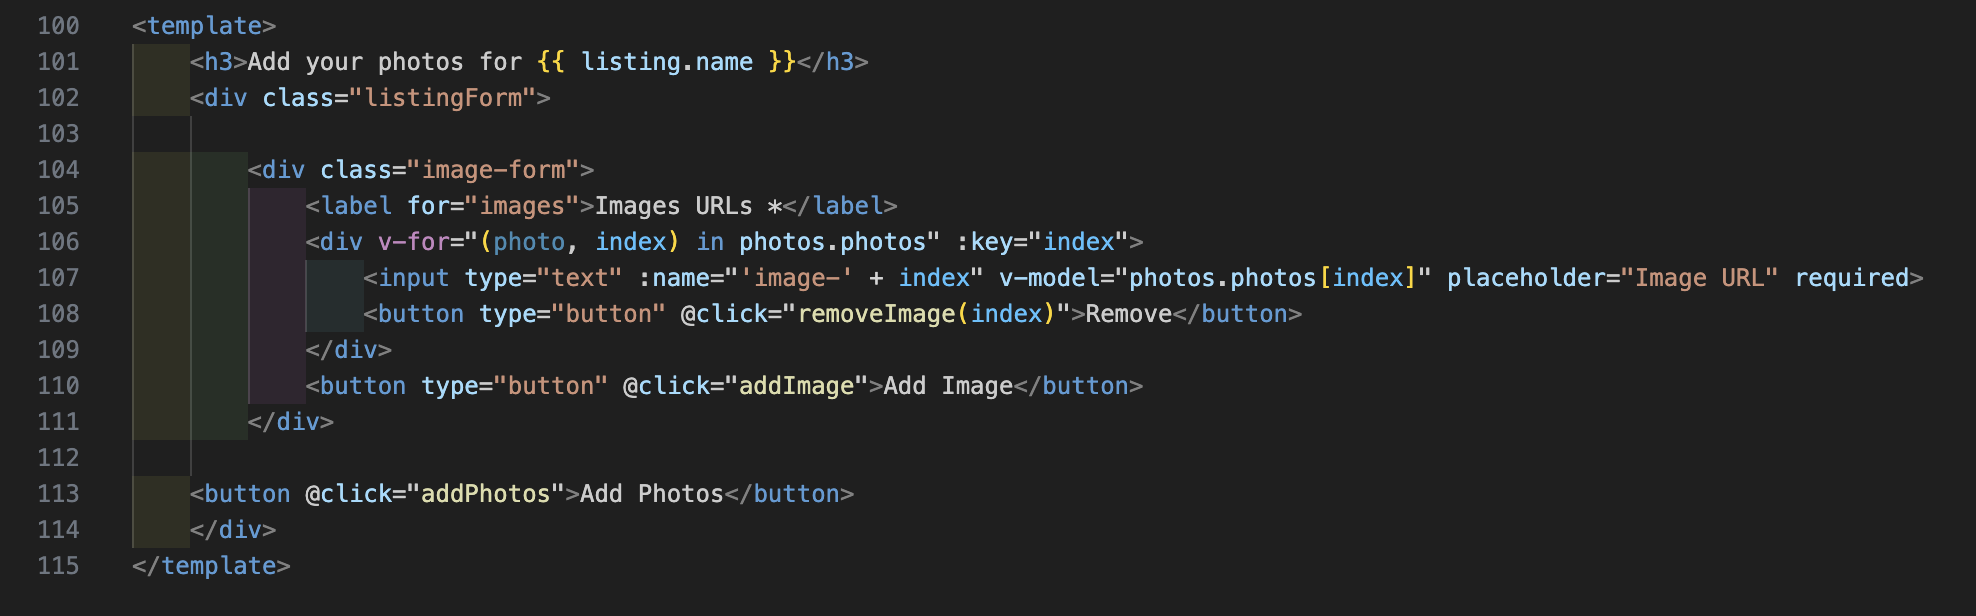 100 <template>
101 <h3>Add your photos for {{ listing.name }}</h3>
102 <div class="listingForm">
103
104 <div class="image-form">
105 <label for="images">Images URLs *</label>
106 <div v-for="(photo, index) in photos.photos" :key="index">
107 <input type="text" :name="'image-' + index" v-model="photos.photos[index]" placeholder="Image URL" required>
108 <button type="button" @click="removeImage(index)">Remove</button>
109 </div>
110 <button type="button" @click="addImage">Add Image</button>
111 </div>
112
113 <button @click="addPhotos">Add Photos</button>
114 </div>
115 </template>